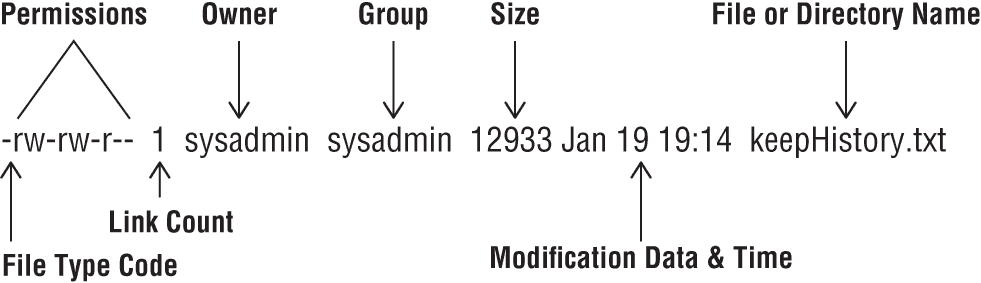 Permissions Owner Group Size File or Directory Name
-rw-rw-r-- 1 sysadmin sysadmin 12933 Jan 19 19:14 keepHistory.txt
Link Count
Modification Data & Time
File Type Code